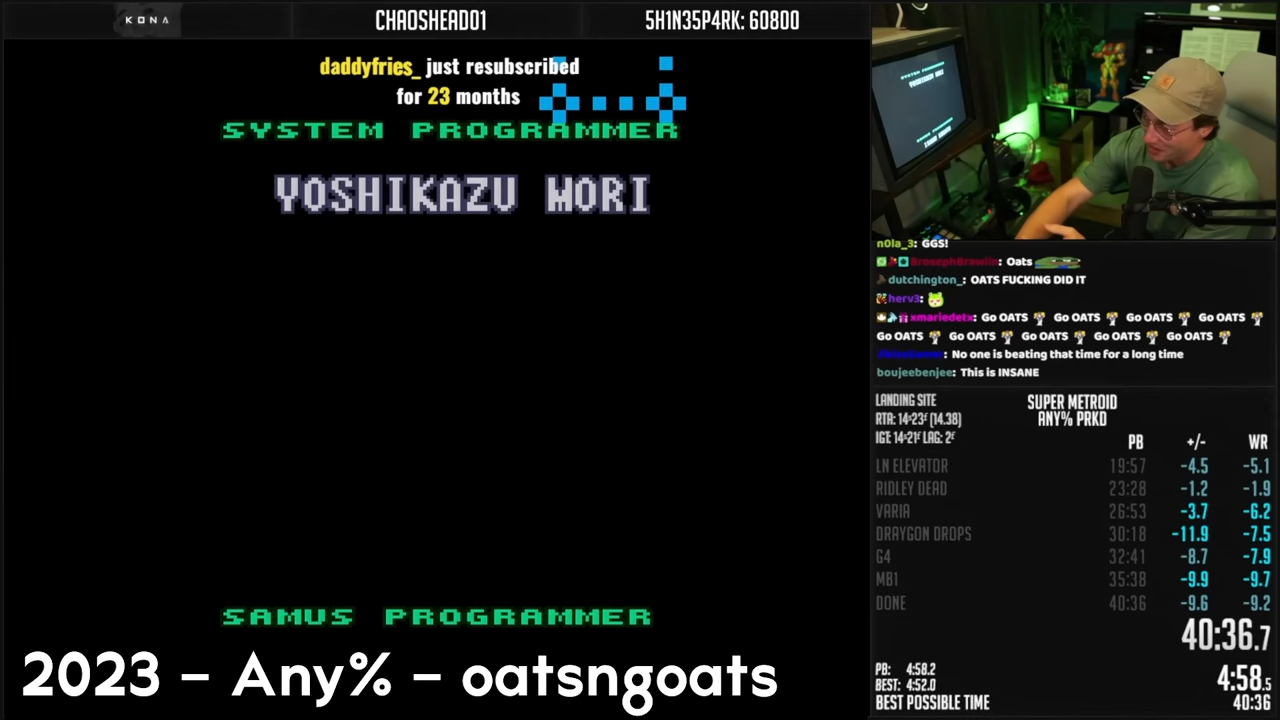 KONA
CHAOSHEAD01
5H1N35P4RK: 60800
daddyfries_ just resubscribed
for 23 months
SYSTEM PROGRAMMER
YOSHIKAZU MORI
SAMUS PROGRAMMER
2023 – Any% – oatsngoats
n0la_3: GGS!
BrosephBrawlin: Oats
dutchington_: OATS FUCKING DID IT
herv3:
xmariedetx: Go OATS Go OATS Go OATS Go OATS
Go OATS Go OATS Go OATS Go OATS Go OATS
: No one is beating that time for a long time
boujeebenjee: This is INSANE
LANDING SITE
RTA: 14s23f (14.38)
IGT: 14s21f LAG: 2f
SUPER METROID
ANY% PRKD
PB +/- WR
LN ELEVATOR 19:57 -4.5 -5.1
RIDLEY DEAD 23:28 -1.2 -1.9
VARIA 26:53 -3.7 -6.2
DRAYGON DROPS 30:18 -11.9 -7.5
G4 32:41 -8.7 -7.9
MB1 35:38 -9.9 -9.7
DONE 40:36 -9.6 -9.2
40:36.7
PB: 4:58.2
BEST: 4:52.0
4:58.5
BEST POSSIBLE TIME 40:36